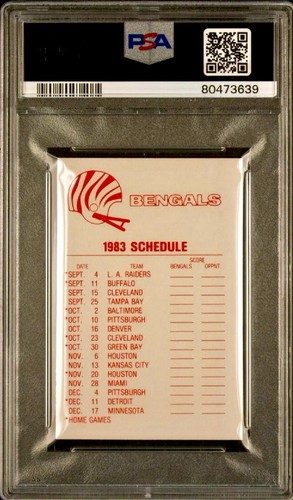 PSA
80473639
BENGALS
1983 SCHEDULE
SCORE
DATE TEAM BENGALS OPPNT.
*SEPT. 4 L. A. RAIDERS
*SEPT. 11 BUFFALO
SEPT. 15 CLEVELAND
SEPT. 25 TAMPA BAY
*OCT. 2 BALTIMORE
*OCT. 10 PITTSBURGH
OCT. 16 DENVER
*OCT. 23 CLEVELAND
*OCT. 30 GREEN BAY
NOV. 6 HOUSTON
NOV. 13 KANSAS CITY
*NOV. 20 HOUSTON
NOV. 28 MIAMI
DEC. 4 PITTSBURGH
*DEC. 11 DETROIT
DEC. 17 MINNESOTA
*HOME GAMES